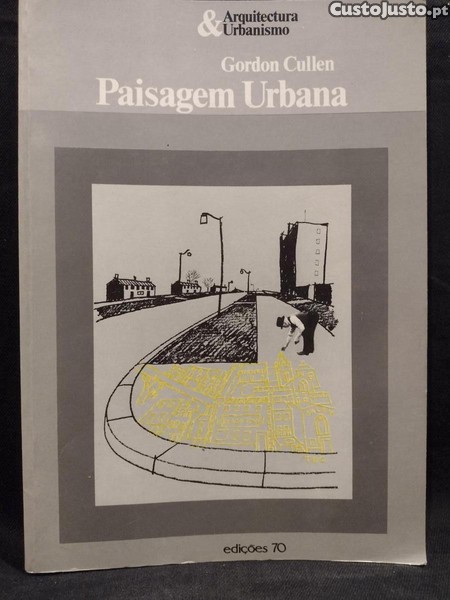 CustoJusto.pt
& Arquitectura
Urbanismo
Gordon Cullen
Paisagem Urbana
edições 70